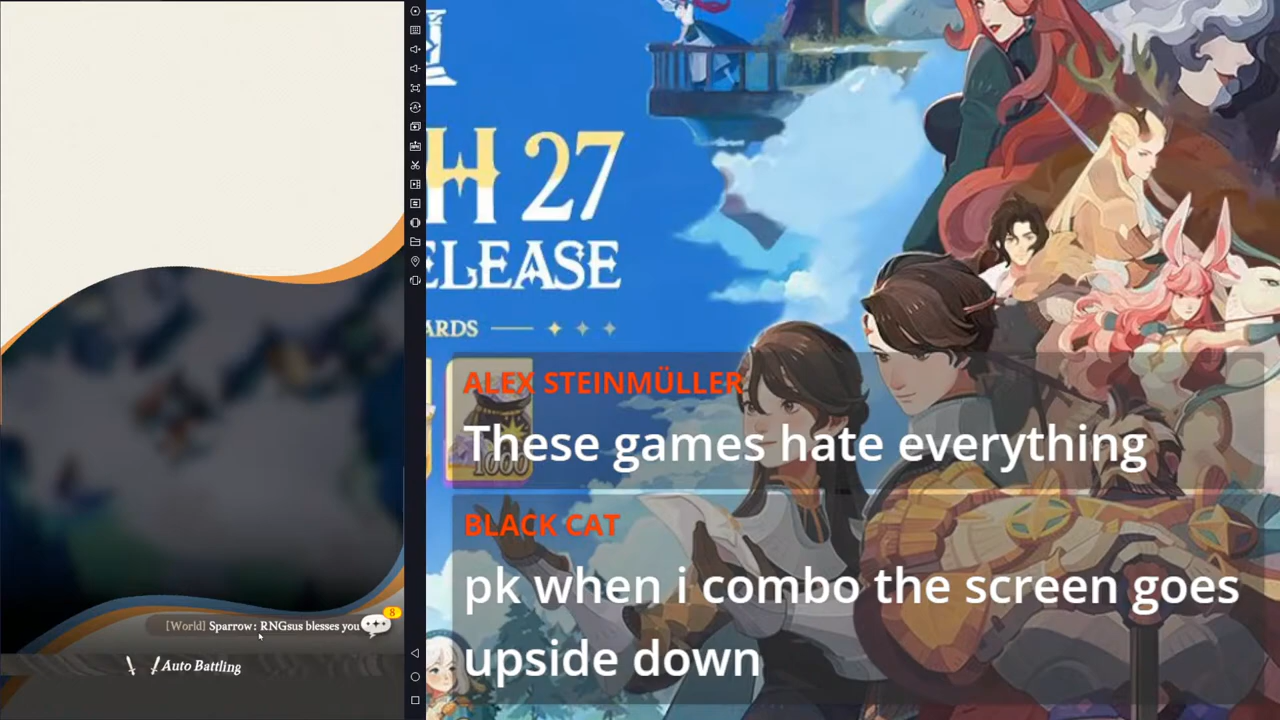 [World] Sparrow: RNGsus blesses you
8
Auto Battling
H 27
ELEASE
ARDS
1000
ALEX STEINMÜLLER
These games hate everything
BLACK CAT
pk when i combo the screen goes
upside down